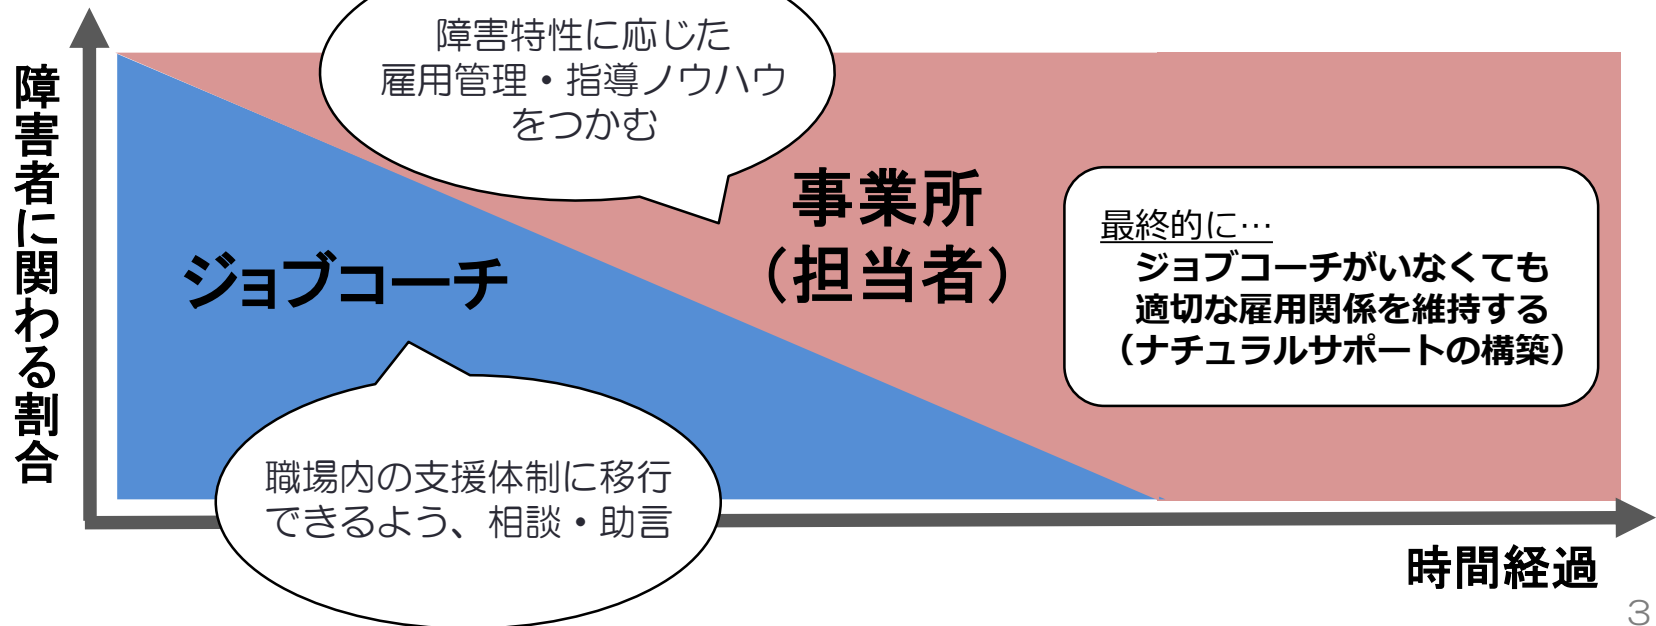 障害者に関わる割合
障害特性に応じた
雇用管理・指導ノウハウ
をつかむ
事業所
（担当者）
ジョブコーチ
最終的に…
ジョブコーチがいなくても
適切な雇用関係を維持する
（ナチュラルサポートの構築）
職場内の支援体制に移行
できるよう、相談・助言
時間経過
3